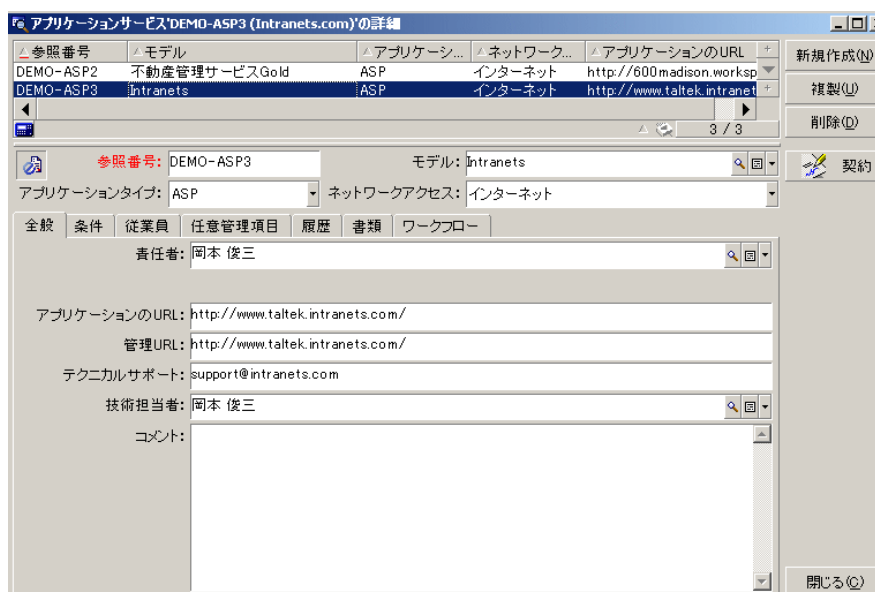 アプリケーションサービス'DEMO-ASP3 (Intranets.com)'の詳細
参照番号 モデル アプリケーシ... ネットワーク... アプリケーションのURL
DEMO-ASP2 不動産管理サービスGold ASP インターネット http://600madison.worksp
DEMO-ASP3 Intranets ASP インターネット http://www.taltek.intranet
3 / 3
新規作成(N)
複製(U)
削除(D)
契約
参照番号: DEMO-ASP3 モデル: Intranets
アプリケーションタイプ: ASP ネットワークアクセス: インターネット
全般 条件 従業員 任意管理項目 履歴 書類 ワークフロー
責任者: 岡本 俊三
アプリケーションのURL: http://www.taltek.intranets.com/
管理URL: http://www.taltek.intranets.com/
テクニカルサポート: support@intranets.com
技術担当者: 岡本 俊三
コメント:
閉じる(C)